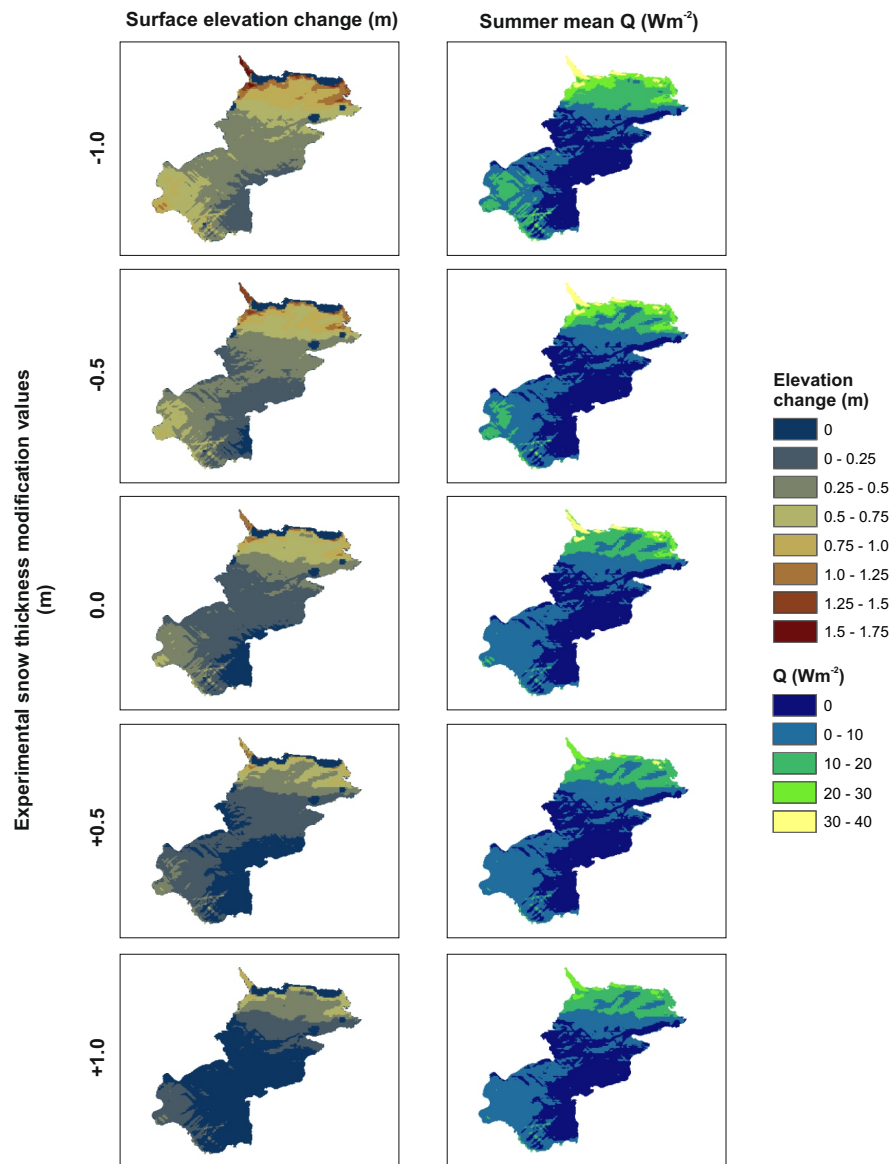 Surface elevation change (m)
Summer mean Q (Wm⁻²)
Experimental snow thickness modification values
(m)
-1.0
-0.5
0.0
+0.5
+1.0
Elevation
change (m)
0
0 - 0.25
0.25 - 0.5
0.5 - 0.75
0.75 - 1.0
1.0 - 1.25
1.25 - 1.5
1.5 - 1.75
Q (Wm⁻²)
0
0 - 10
10 - 20
20 - 30
30 - 40